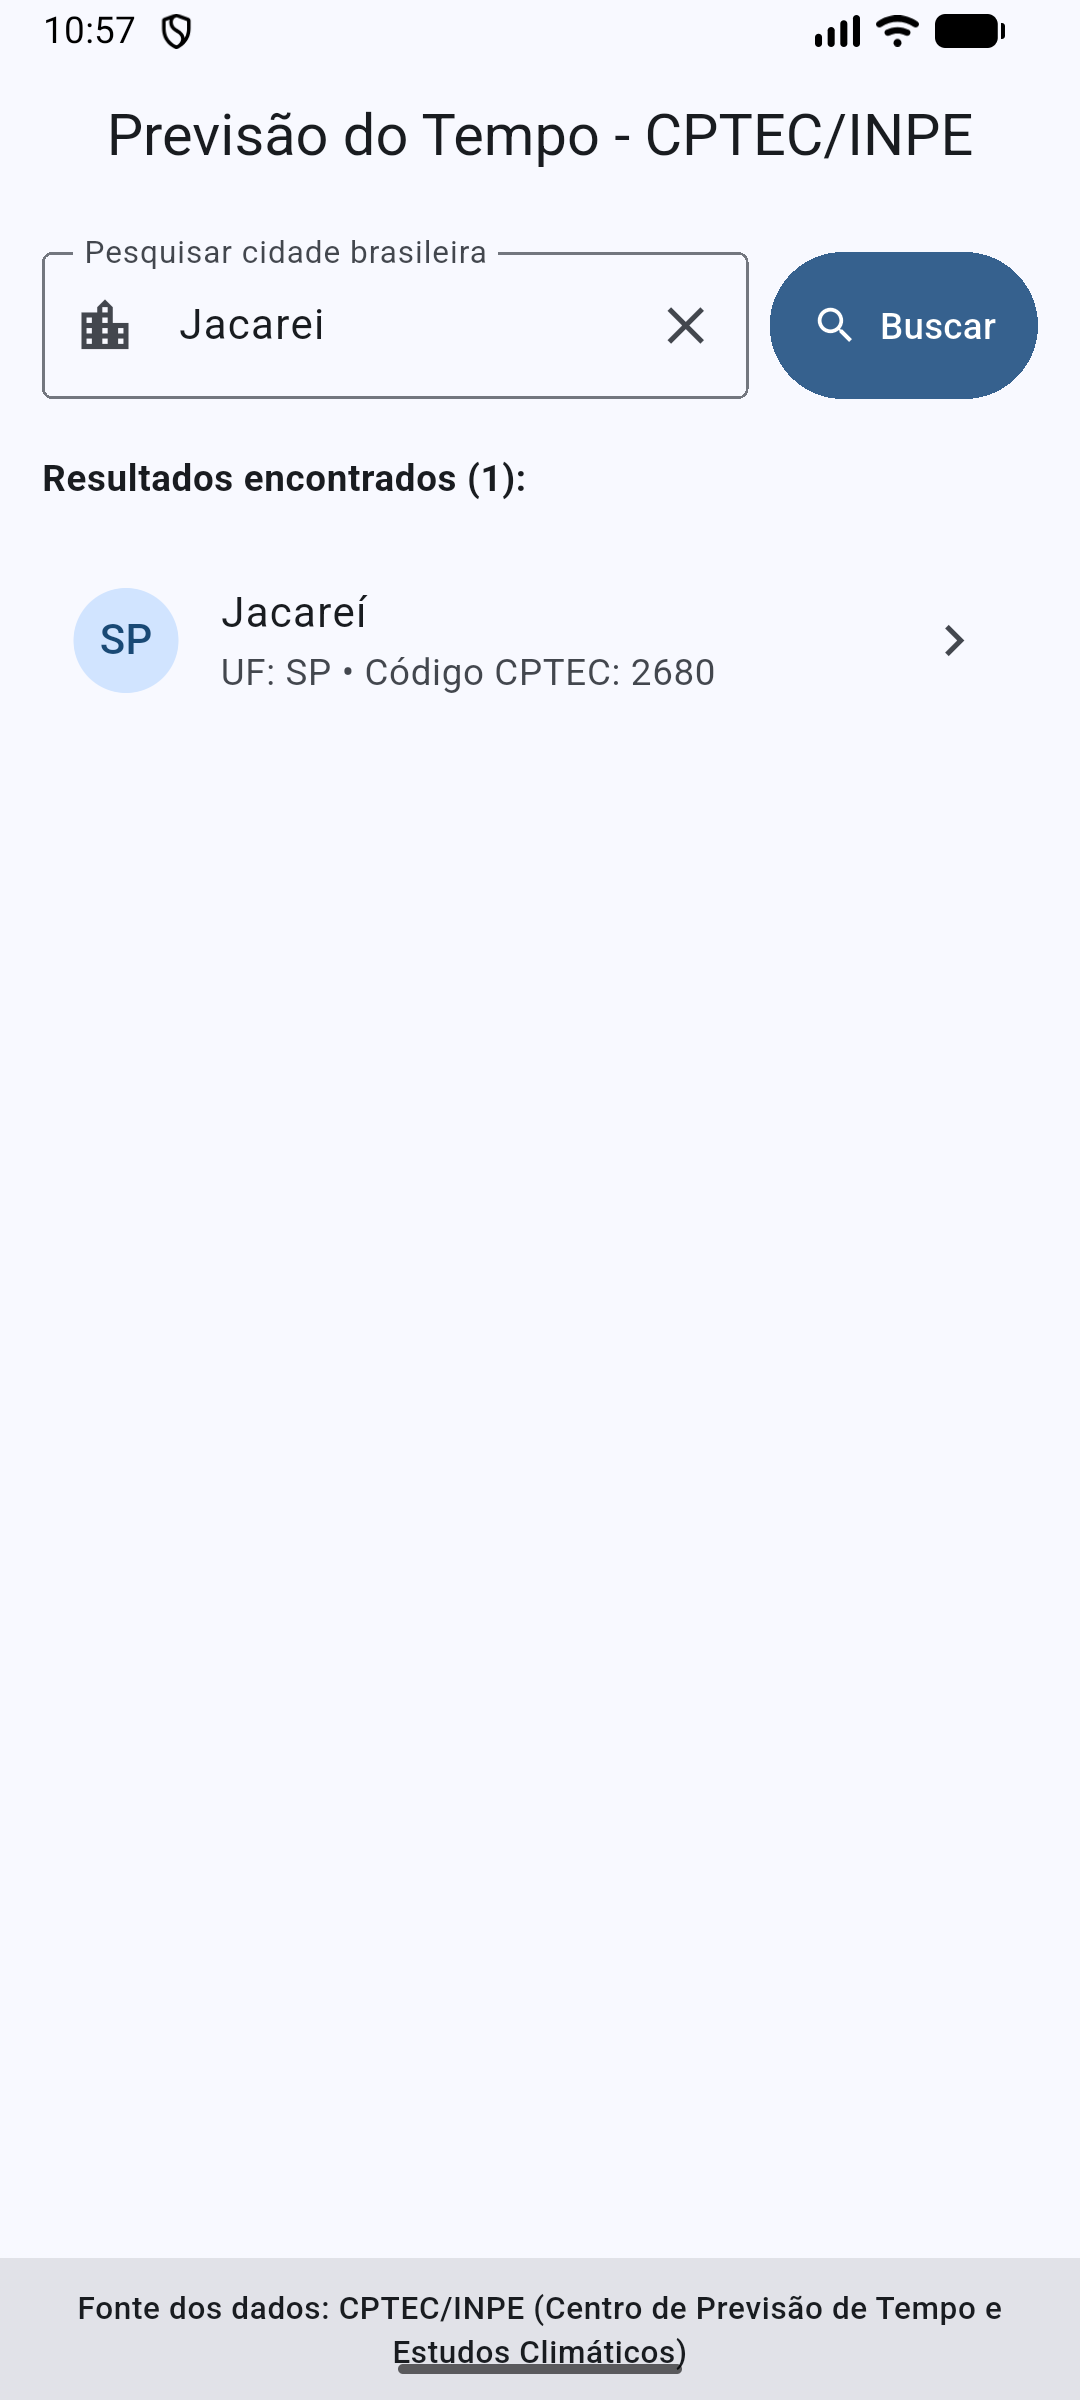 10:57
Previsão do Tempo - CPTEC/INPE
Pesquisar cidade brasileira
Jacarei
Buscar
Resultados encontrados (1):
SP
Jacareí
UF: SP • Código CPTEC: 2680
Fonte dos dados: CPTEC/INPE (Centro de Previsão de Tempo e
Estudos Climáticos)